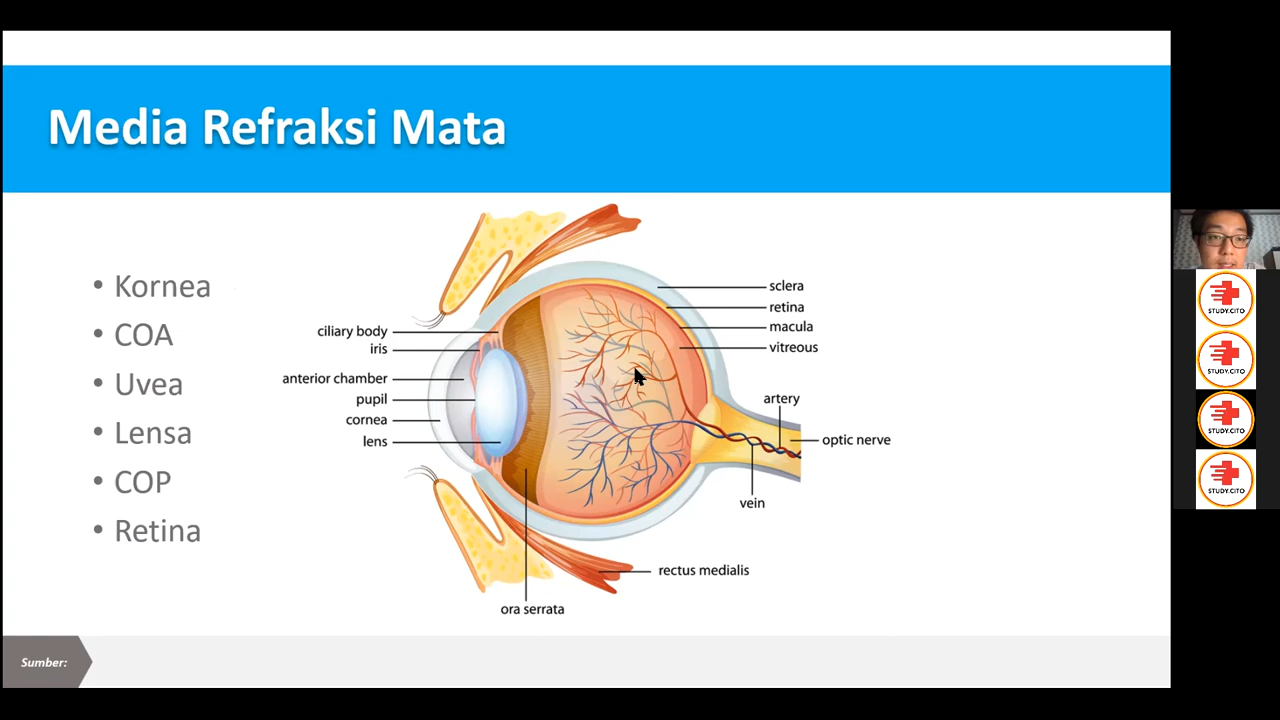 Media Refraksi Mata
• Kornea
• COA
• Uvea
• Lensa
• COP
• Retina
ciliary body
iris
anterior chamber
pupil
cornea
lens
sclera
retina
macula
vitreous
artery
optic nerve
vein
rectus medialis
ora serrata
Sumber:
STUDY.CITO
STUDY.CITO
STUDY.CITO
STUDY.CITO